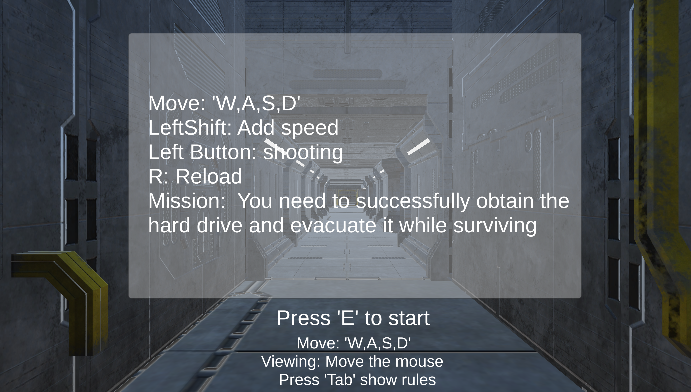 Move: 'W,A,S,D'
LeftShift: Add speed
Left Button: shooting
R: Reload
Mission:  You need to successfully obtain the
hard drive and evacuate it while surviving
Press 'E' to start
Move: 'W,A,S,D'
Viewing: Move the mouse
Press 'Tab' show rules